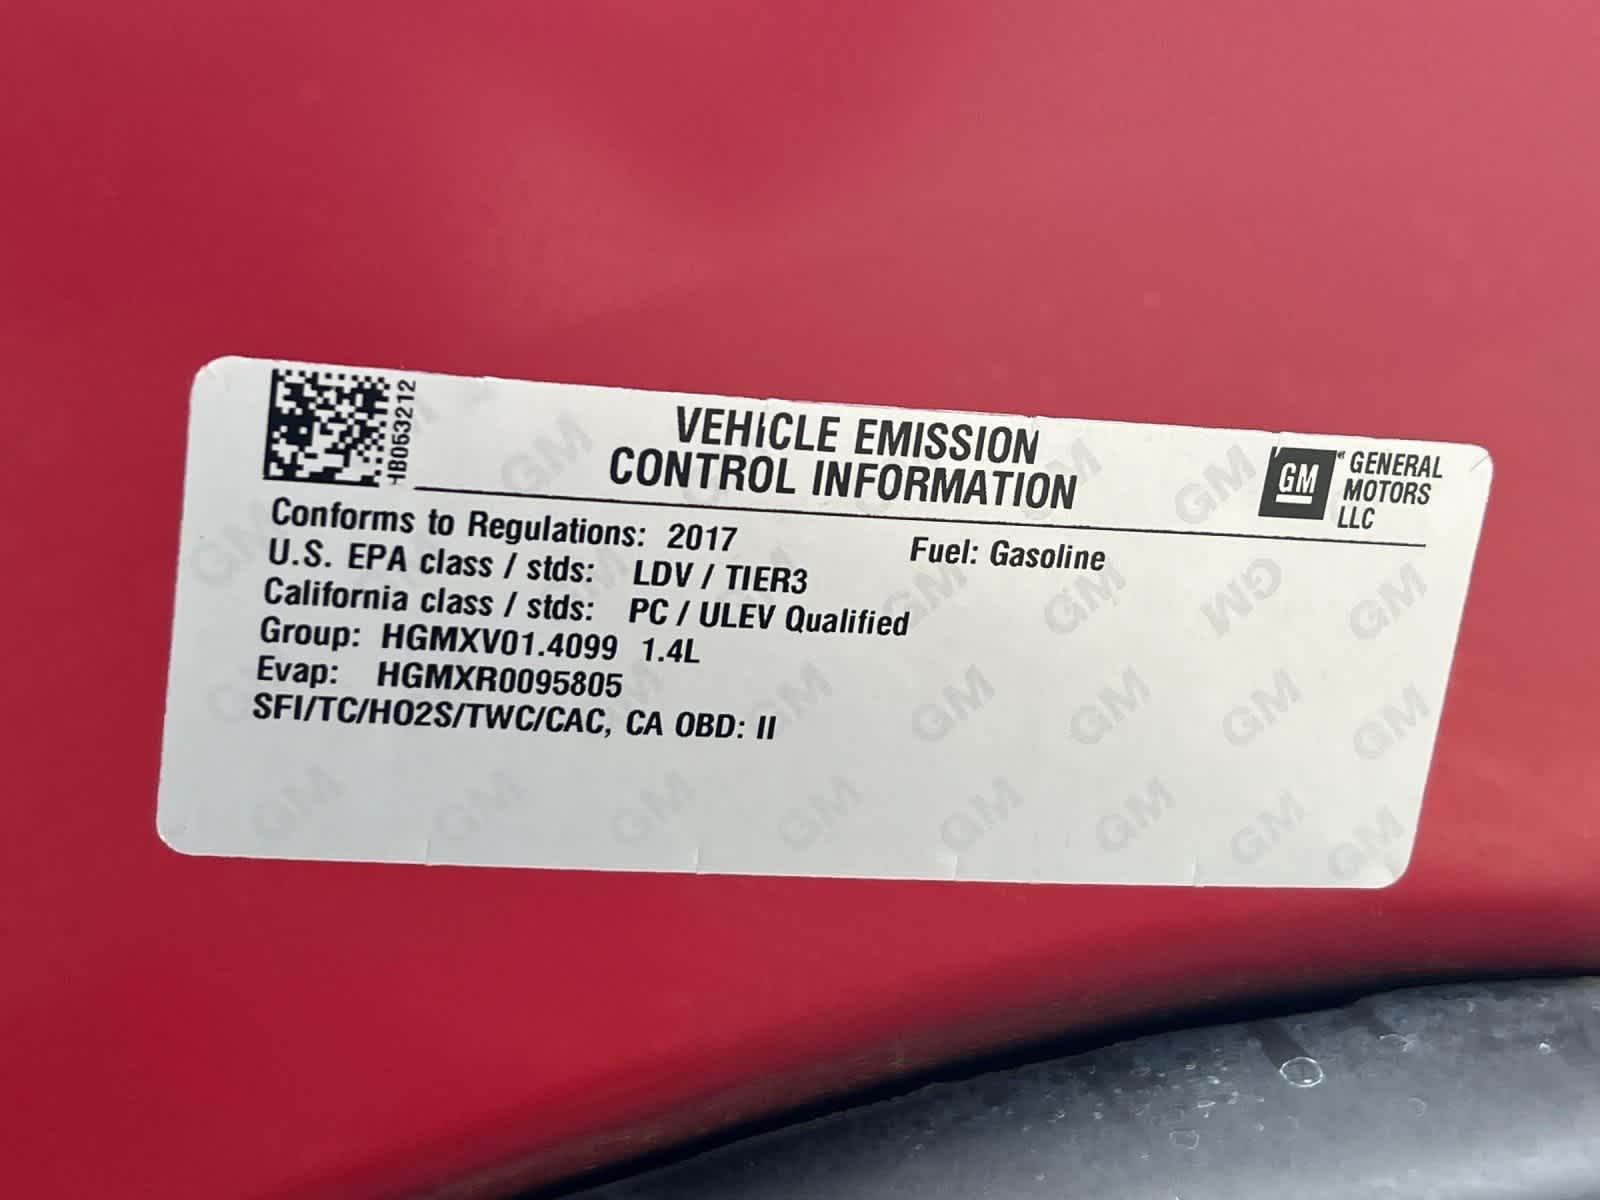 HB053212
VEHICLE EMISSION
CONTROL INFORMATION
GM GENERAL
MOTORS
LLC
Conforms to Regulations: 2017 Fuel: Gasoline
U.S. EPA class / stds: LDV / TIER3
California class / stds: PC / ULEV Qualified
Group: HGMXV01.4099 1.4L
Evap: HGMXR0095805
SFI/TC/HO2S/TWC/CAC, CA OBD: II